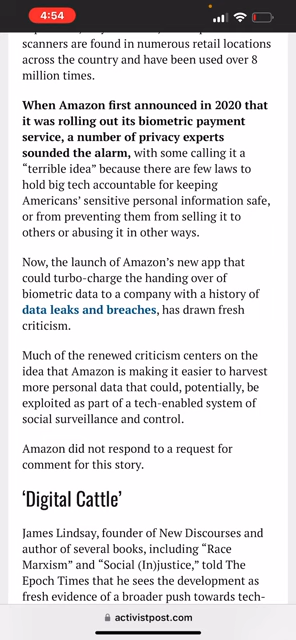 4:54
scanners are found in numerous retail locations
across the country and have been used over 8
million times.
When Amazon first announced in 2020 that
it was rolling out its biometric payment
service, a number of privacy experts
sounded the alarm, with some calling it a
“terrible idea” because there are few laws to
hold big tech accountable for keeping
Americans’ sensitive personal information safe,
or from preventing them from selling it to
others or abusing it in other ways.
Now, the launch of Amazon’s new app that
could turbo-charge the handing over of
biometric data to a company with a history of
data leaks and breaches, has drawn fresh
criticism.
Much of the renewed criticism centers on the
idea that Amazon is making it easier to harvest
more personal data that could, potentially, be
exploited as part of a tech-enabled system of
social surveillance and control.
Amazon did not respond to a request for
comment for this story.
‘Digital Cattle’
James Lindsay, founder of New Discourses and
author of several books, including “Race
Marxism” and “Social (In)justice,” told The
Epoch Times that he sees the development as
fresh evidence of a broader push towards tech-
activistpost.com